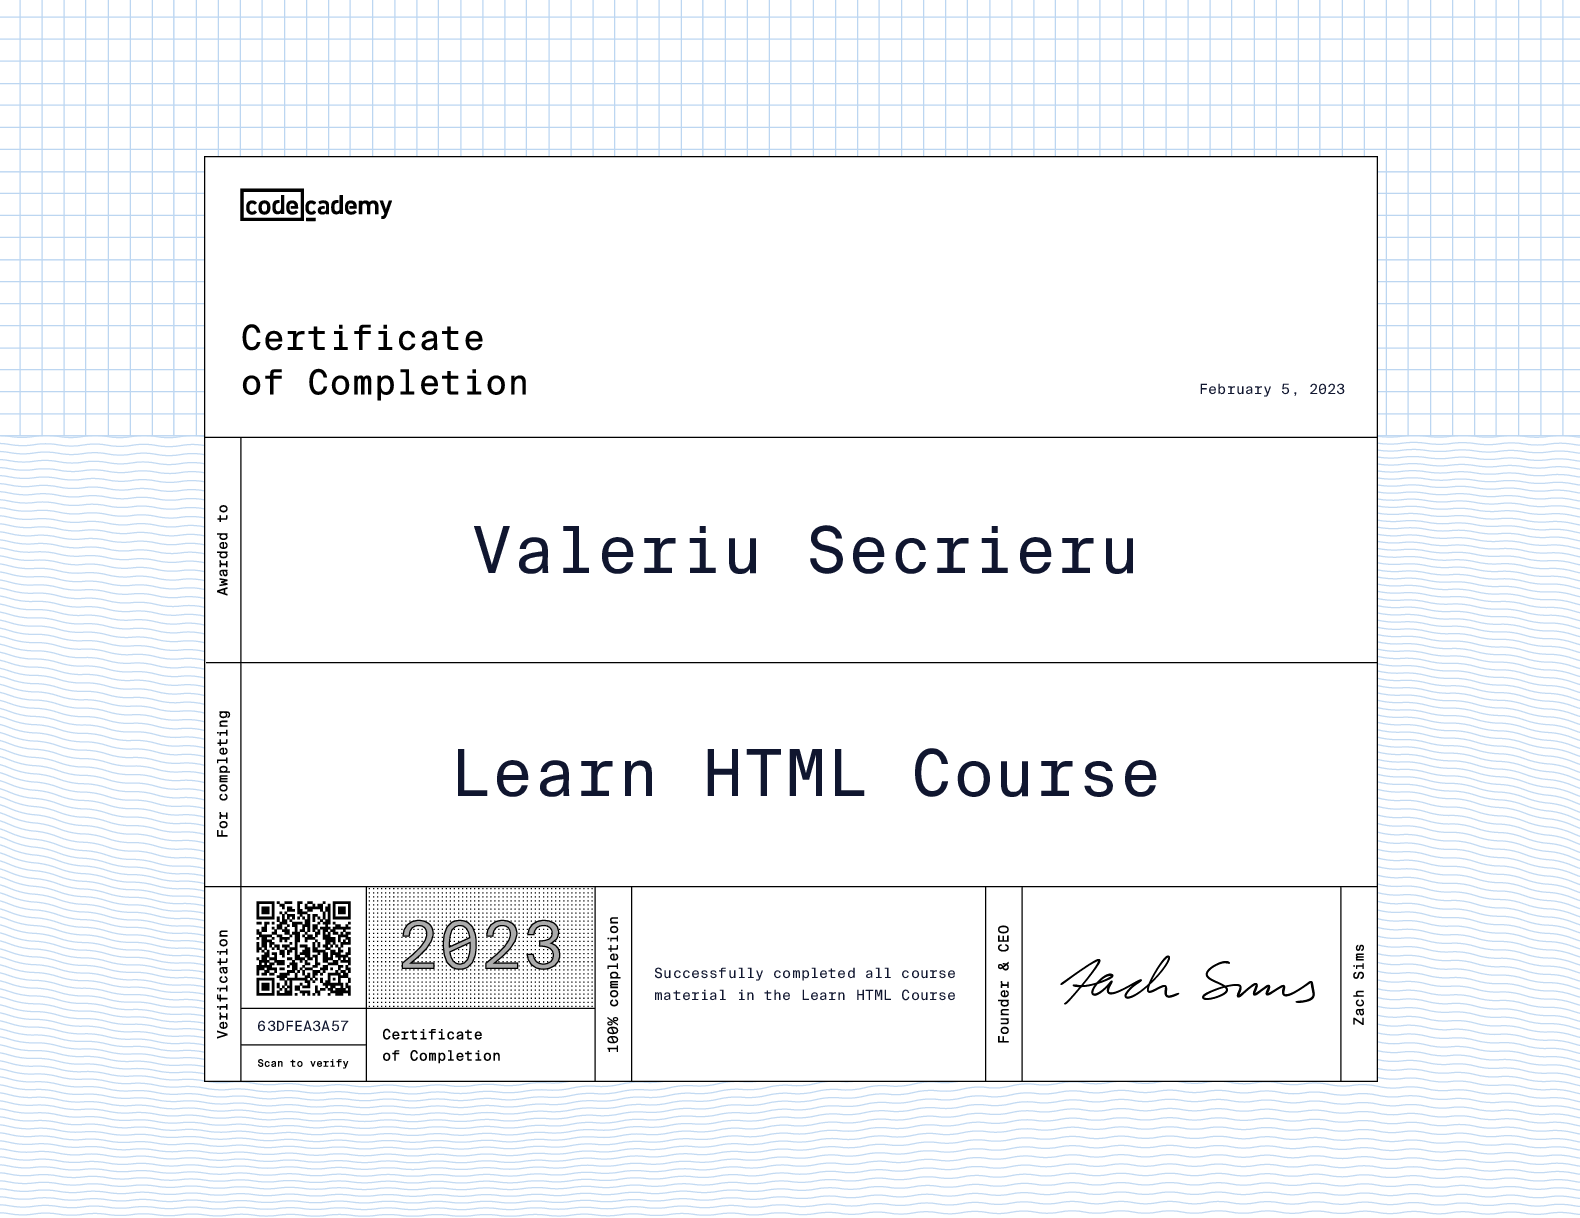 codecademy
Certificate
of Completion
February 5, 2023
Awarded to
Valeriu Secrieru
For completing
Learn HTML Course
Verification
63DFEA3A57
Scan to verify
2023
Certificate
of Completion
100% completion
Successfully completed all course
material in the Learn HTML Course
Founder & CEO
Zach Sims
Zach Sims